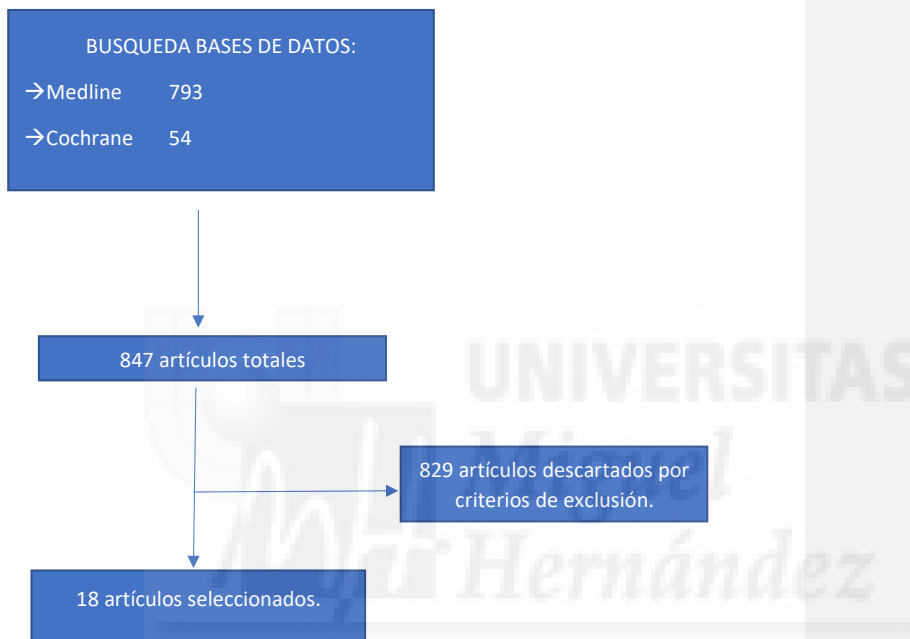 BUSQUEDA BASES DE DATOS:
→Medline 793
→Cochrane 54
847 artículos totales
UNIVERSITAS
Miguel
Hernández
829 artículos descartados por
criterios de exclusión.
18 artículos seleccionados.